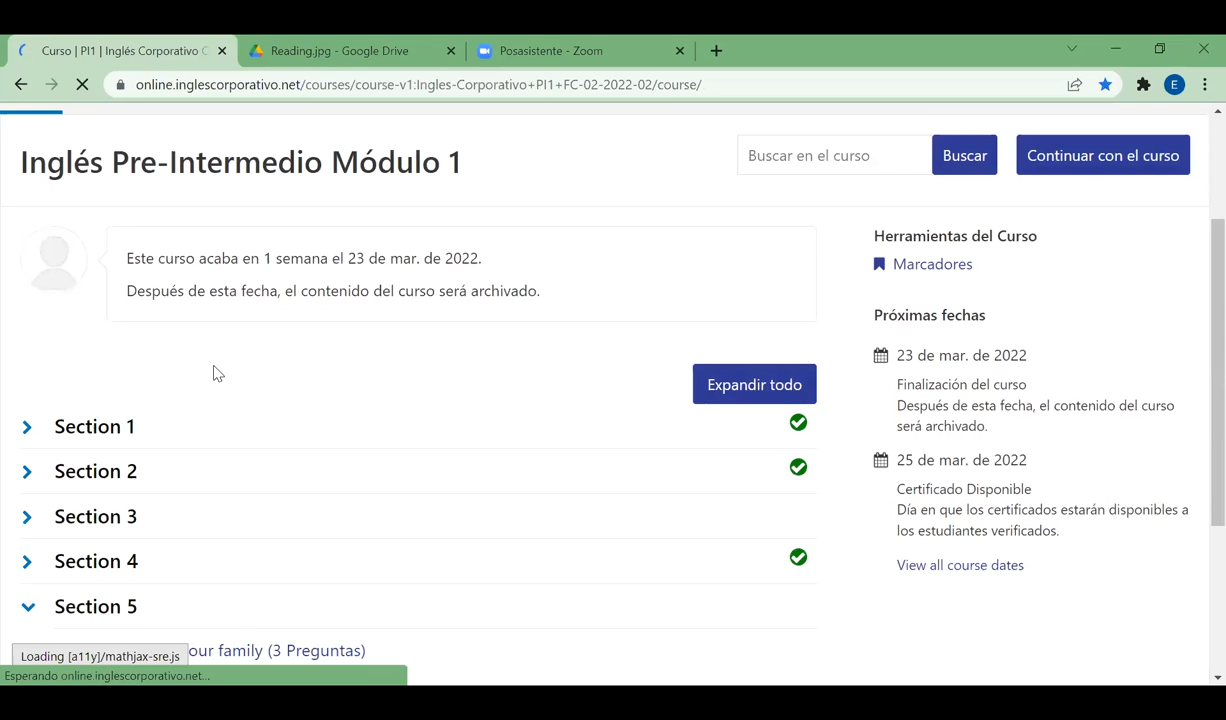 Curso | PI1 | Inglés Corporativo
Reading.jpg - Google Drive
Posasistente - Zoom
online.inglescorporativo.net/courses/course-v1:Ingles-Corporativo+PI1+FC-02-2022-02/course/
E
Inglés Pre-Intermedio Módulo 1
Buscar en el curso
Buscar
Continuar con el curso
Este curso acaba en 1 semana el 23 de mar. de 2022.
Después de esta fecha, el contenido del curso será archivado.
Herramientas del Curso
Marcadores
Próximas fechas
23 de mar. de 2022
Finalización del curso
Después de esta fecha, el contenido del curso
será archivado.
25 de mar. de 2022
Certificado Disponible
Día en que los certificados estarán disponibles a
los estudiantes verificados.
View all course dates
Expandir todo
Section 1
Section 2
Section 3
Section 4
Section 5
our family (3 Preguntas)
Loading [a11y]/mathjax-sre.js
Esperando online.inglescorporativo.net...